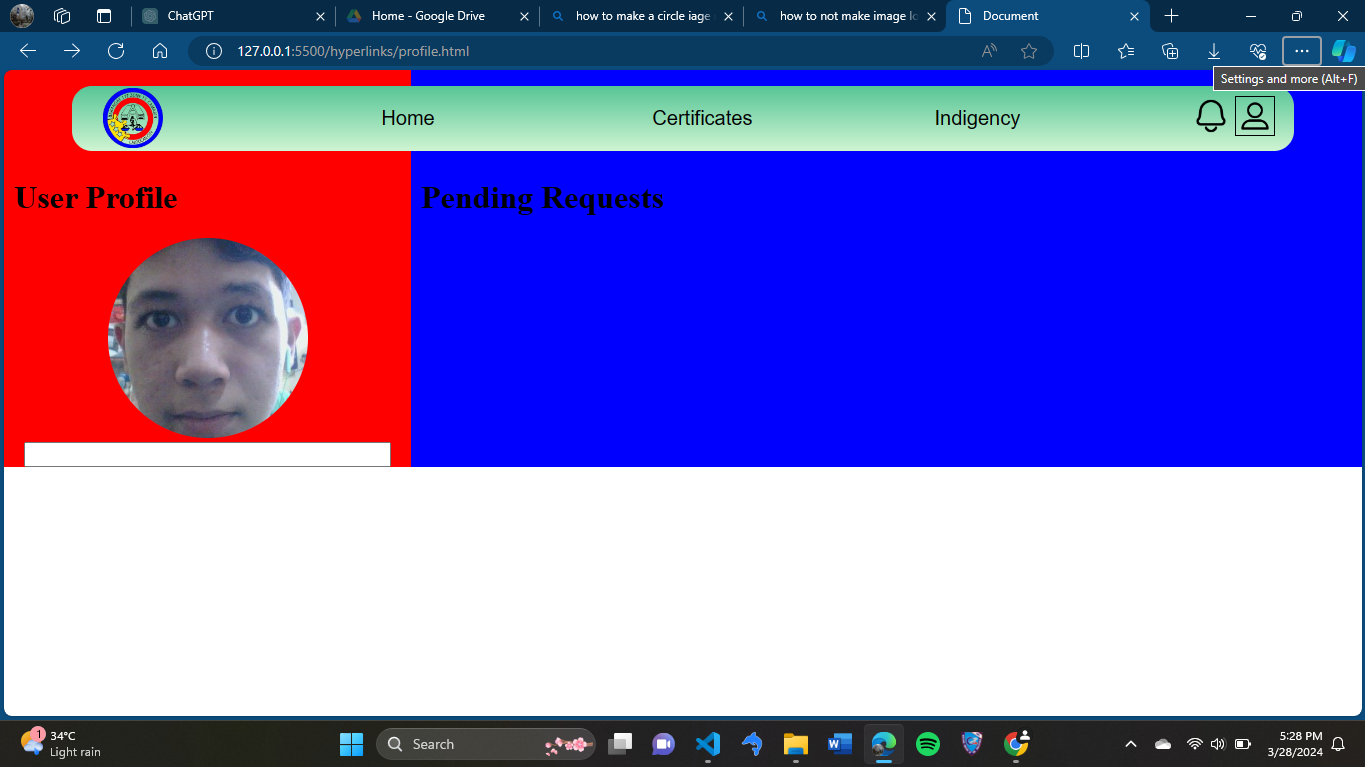 ChatGPT
Home - Google Drive
how to make a circle iage
how to not make image lo
Document
127.0.0.1:5500/hyperlinks/profile.html
Settings and more (Alt+F)
Home
Certificates
Indigency
User Profile
Pending Requests
1
34°C
Light rain
Search
5:28 PM
3/28/2024